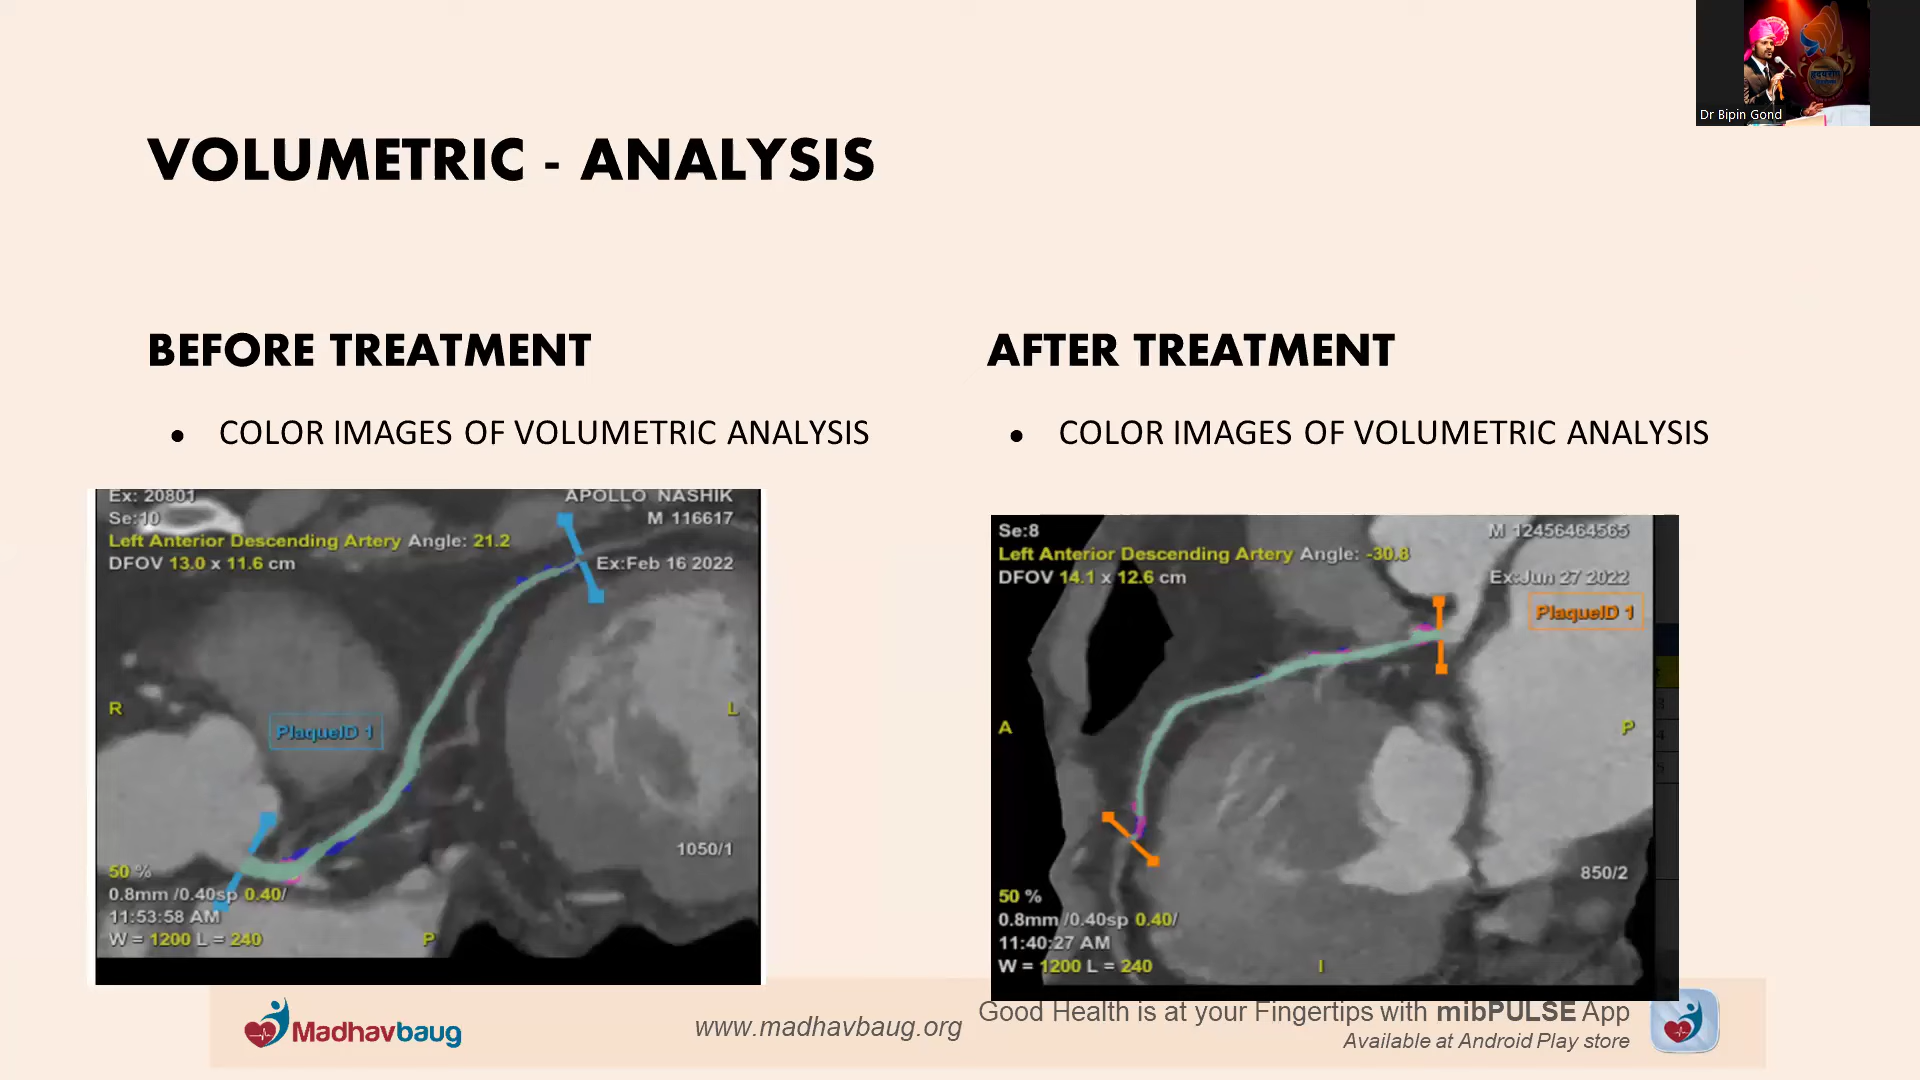 Dr Bipin Gond
VOLUMETRIC - ANALYSIS
BEFORE TREATMENT
COLOR IMAGES OF VOLUMETRIC ANALYSIS
Ex: 20801
APOLLO NASHIK
Se:10
M 116617
Left Anterior Descending Artery Angle: 21.2
DFOV 13.0 x 11.6 cm
Ex:Feb 16 2022
R
L
PlaqueID 1
1050/1
50 %
0.8mm /0.40sp 0.40/
11:53:58 AM
W = 1200 L = 240
P
AFTER TREATMENT
COLOR IMAGES OF VOLUMETRIC ANALYSIS
Se:8
M 12456464565
Left Anterior Descending Artery Angle: -30.8
DFOV 14.1 x 12.6 cm
Ex:Jun 27 2022
PlaqueID 1
A
P
850/2
50 %
0.8mm /0.40sp 0.40/
11:40:27 AM
W = 1200 L = 240
I
Madhavbaug
www.madhavbaug.org
Good Health is at your Fingertips with mibPULSE App
Available at Android Play store